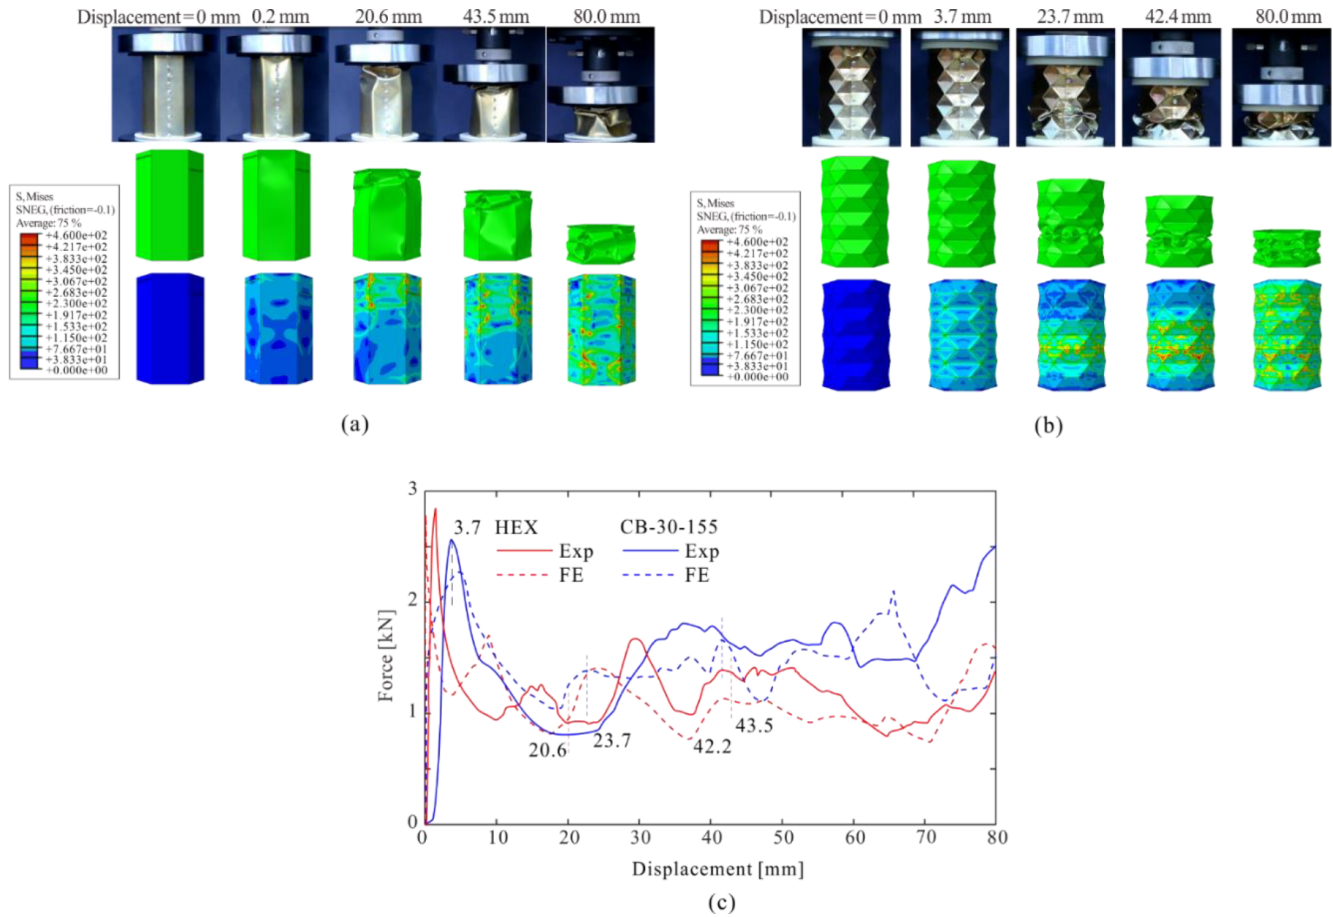 Displacement=0 mm 0.2 mm 20.6 mm 43.5 mm 80.0 mm
S, Mises
SNEG, (friction=-0.1)
Average: 75 %
+4.600e+02
+4.217e+02
+3.833e+02
+3.450e+02
+3.067e+02
+2.683e+02
+2.300e+02
+1.917e+02
+1.533e+02
+1.150e+02
+7.667e+01
+3.833e+01
+0.000e+00
(a)
Displacement=0 mm 3.7 mm 23.7 mm 42.4 mm 80.0 mm
S, Mises
SNEG, (friction=-0.1)
Average: 75 %
+4.600e+02
+4.217e+02
+3.833e+02
+3.450e+02
+3.067e+02
+2.683e+02
+2.300e+02
+1.917e+02
+1.533e+02
+1.150e+02
+7.667e+01
+3.833e+01
+0.000e+00
(b)
3
2
1
0
Force [kN]
3.7 HEX CB-30-155
Exp Exp
FE FE
20.6 23.7 42.2 43.5
0 10 20 30 40 50 60 70 80
Displacement [mm]
(c)